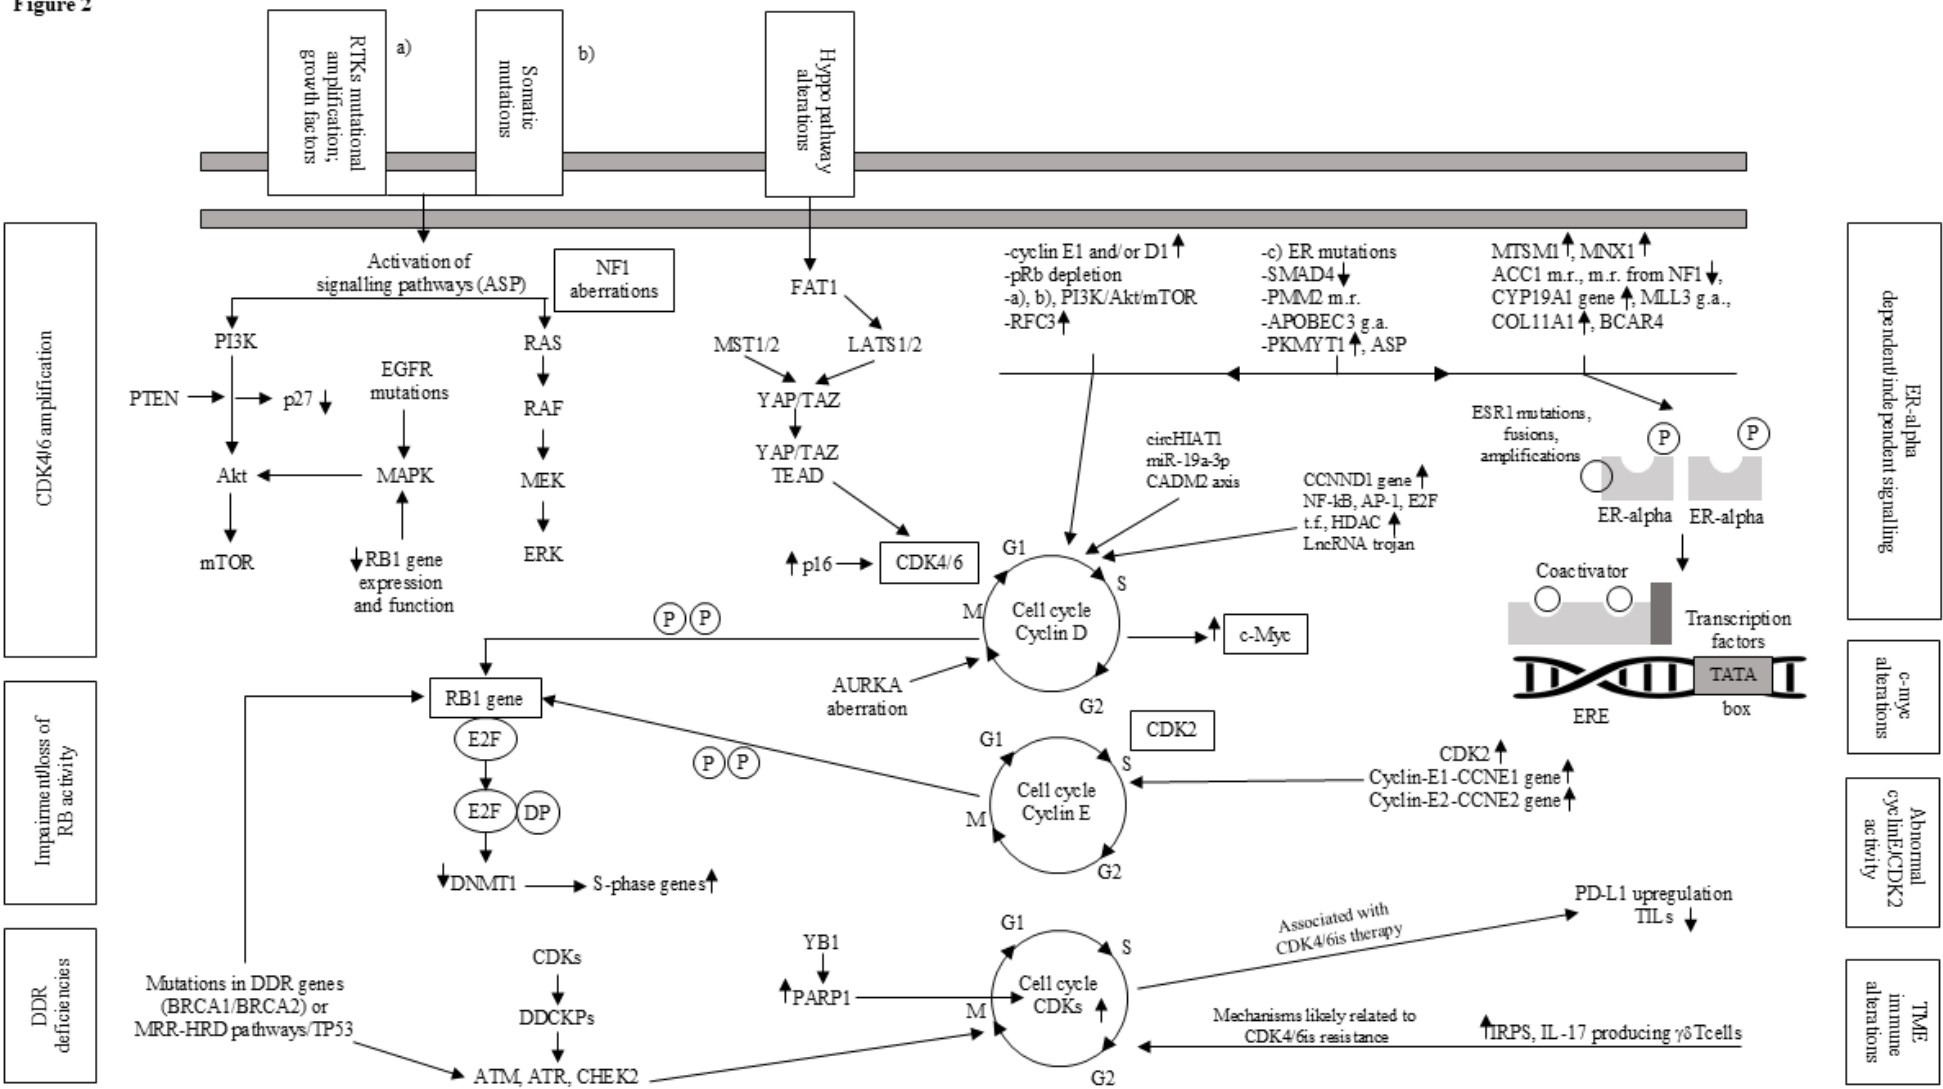 Figure 2
RTKs mutational
amplification;
growth factors
a)
Somatic
mutations
b)
Hyppo pathway
alterations
CDK4/6 amplification
Impairment/loss of
RB activity
DDR
deficiencies
Activation of
signalling pathways (ASP)
NF1
aberrations
PI3K
RAS
PTEN
p27
EGFR
mutations
RAF
Akt
MAPK
MEK
mTOR
RB1 gene
expression
and function
ERK
FAT1
MST1/2
LATS1/2
YAP/TAZ
YAP/TAZ
TEAD
p16
CDK4/6
-cyclin E1 and/or D1
-pRb depletion
-a), b), PI3K/Akt/mTOR
-RFC3
-c) ER mutations
-SMAD4
-PMM2 m.r.
-APOBEC3 g.a.
-PKMYT1, ASP
MTSM1, MNX1
ACC1 m.r., m.r. from NF1,
CYP19A1 gene, MLL3 g.a.,
COL11A1, BCAR4
circHIAT1
miR-19a-3p
CADM2 axis
CCND1 gene
NF-kB, AP-1, E2F
t.f., HDAC
LncRNA trojan
ESR1 mutations,
fusions,
amplifications
P
P
ER-alpha
ER-alpha
Coactivator
Transcription
factors
TATA
box
ERE
G1
S
M
G2
Cell cycle
Cyclin D
c-Myc
AURKA
aberration
P P
RB1 gene
E2F
E2F
DP
DNMT1
S-phase genes
P P
CDK2
G1
S
M
G2
Cell cycle
Cyclin E
CDK2
Cyclin-E1-CCNE1 gene
Cyclin-E2-CCNE2 gene
Mutations in DDR genes
(BRCA1/BRCA2) or
MRR-HRD pathways/TP53
CDKs
DDCKPs
ATM, ATR, CHEK2
YB1
PARP1
G1
S
M
G2
Cell cycle
CDKs
Associated with
CDK4/6is therapy
PD-L1 upregulation
TILs
Mechanisms likely related to
CDK4/6is resistance
IRPS, IL-17 producing γδ Tcells
ER-alpha
dependent/independent signalling
c-myc
alterations
Abnormal
cyclinE/CDK2
activity
TME
immune
alterations